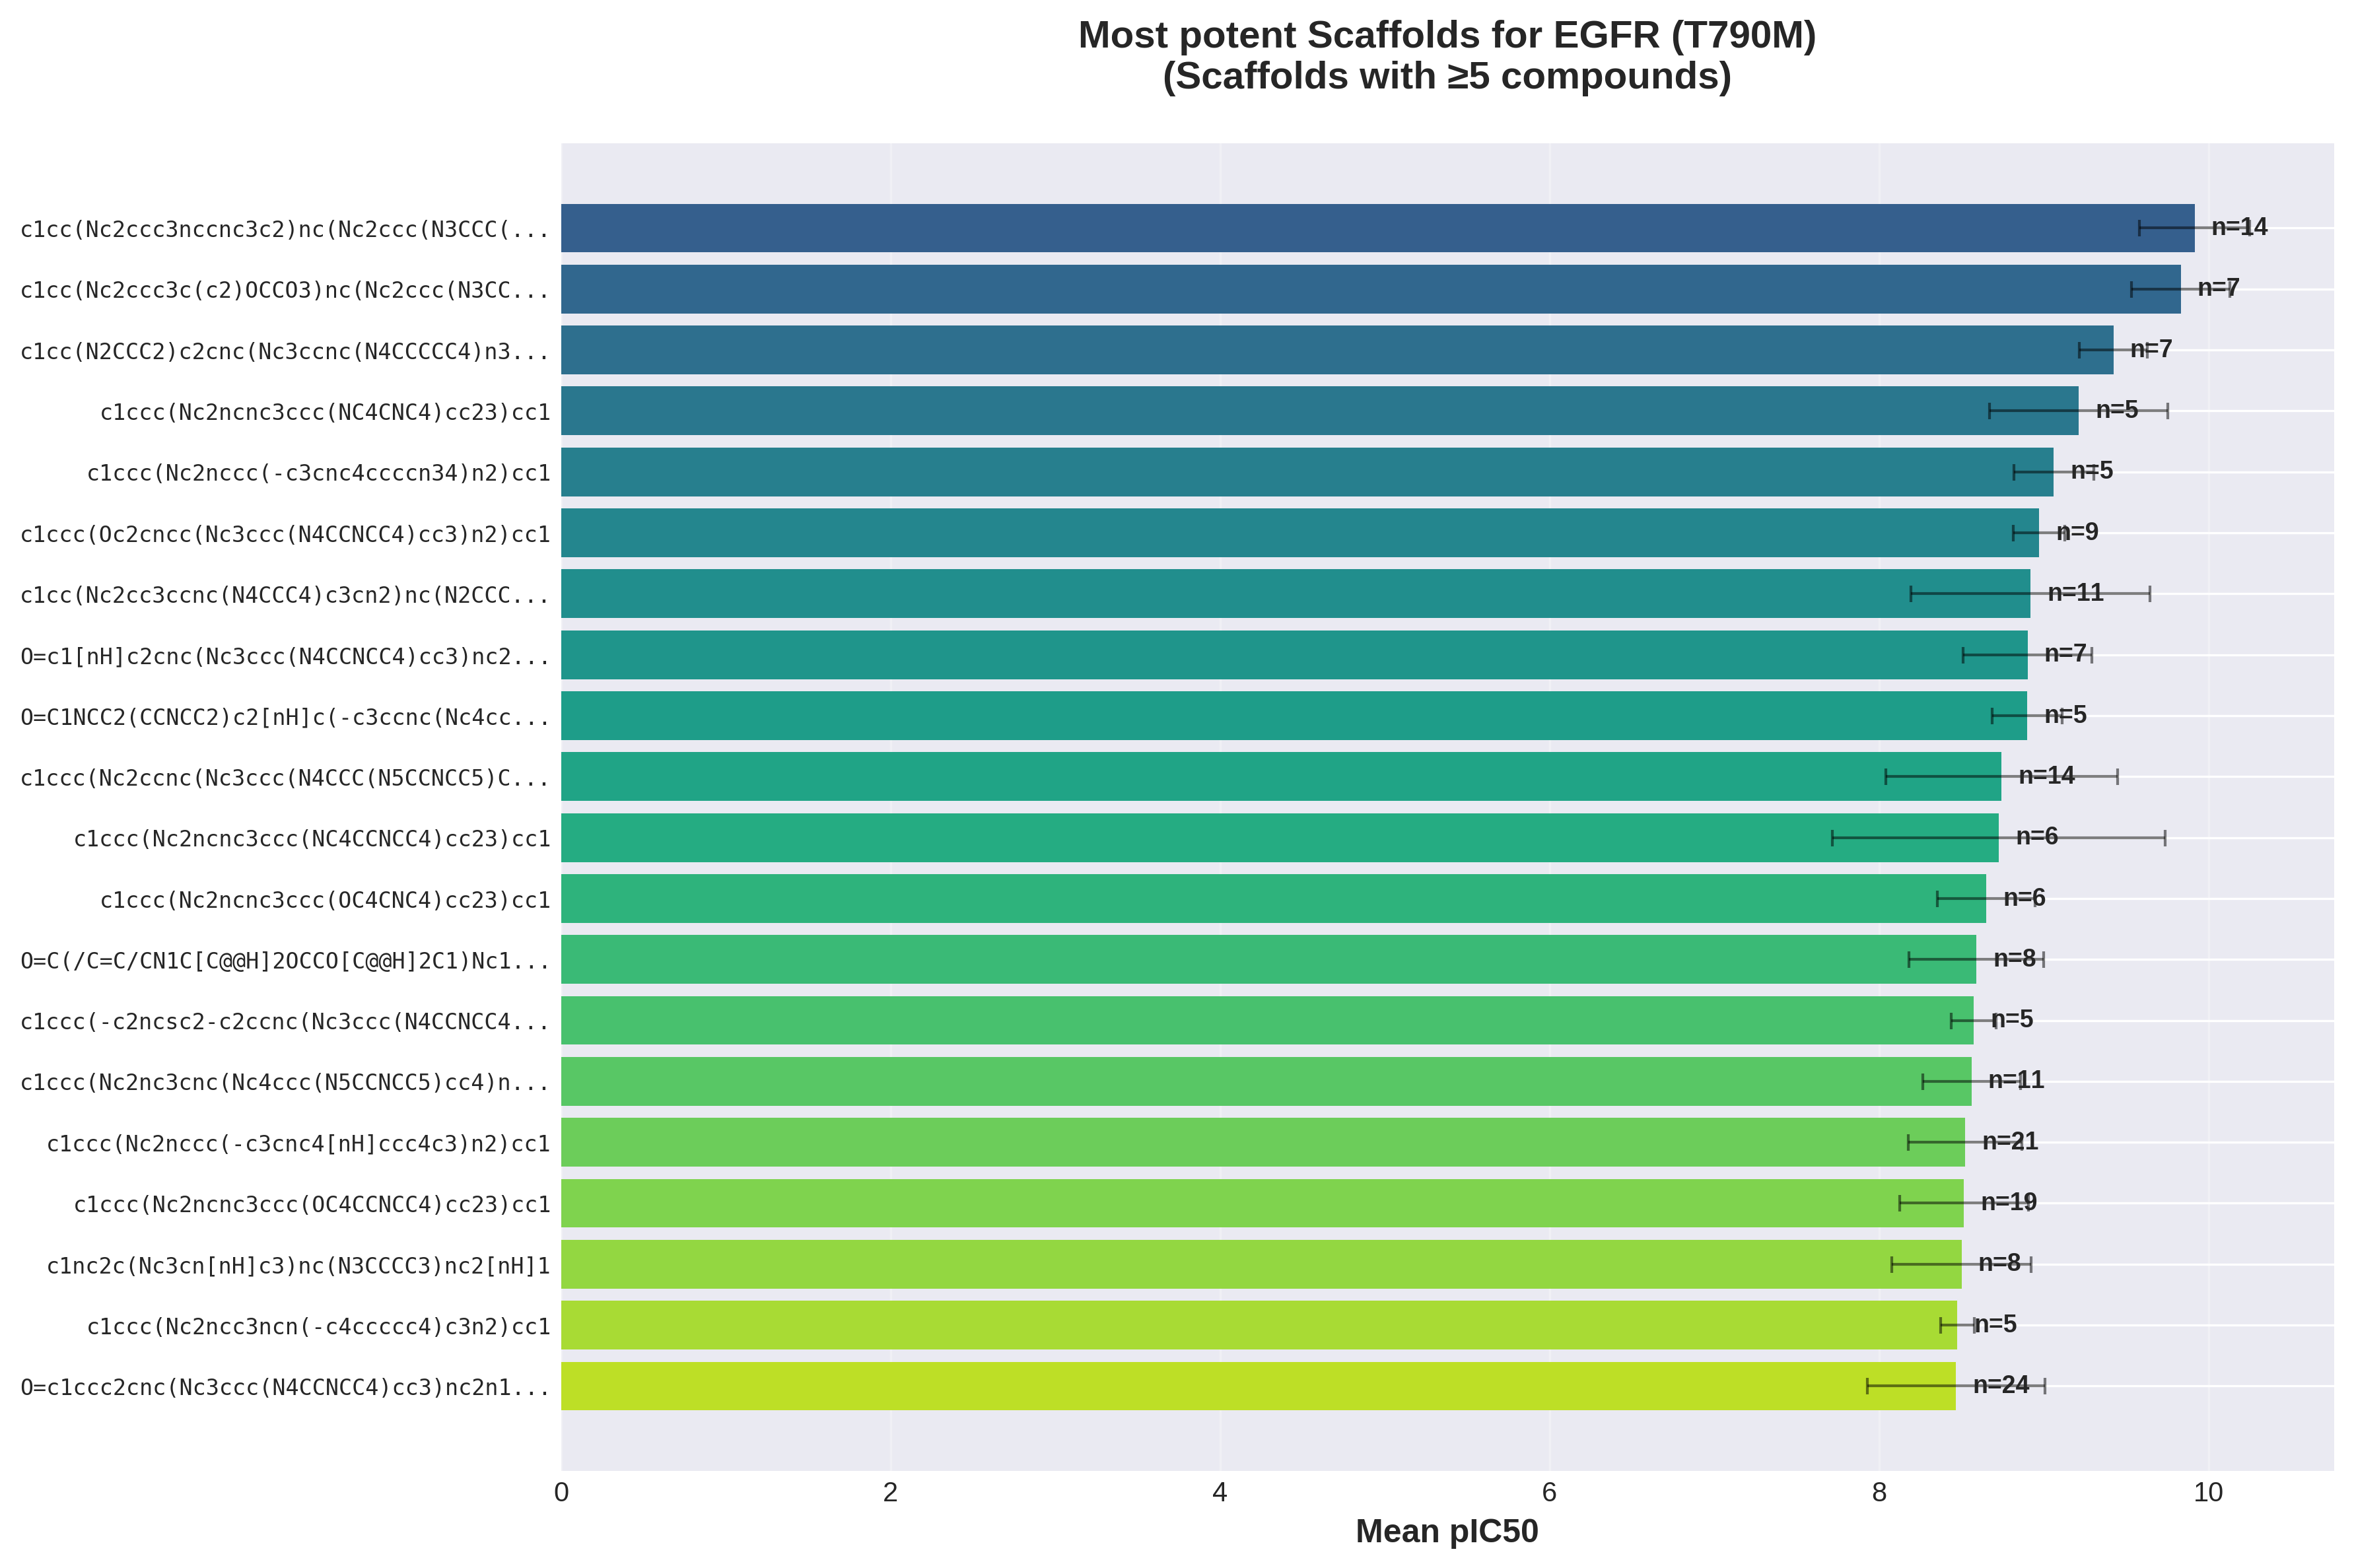 Most potent Scaffolds for EGFR (T790M)
(Scaffolds with ≥5 compounds)
c1cc(Nc2ccc3nccnc3c2)nc(Nc2ccc(N3CCC(... n=14
c1cc(Nc2ccc3c(c2)OCCO3)nc(Nc2ccc(N3CC... n=7
c1cc(N2CCC2)c2cnc(Nc3ccnc(N4CCCCC4)n3... n=7
c1ccc(Nc2ncnc3ccc(NC4CNC4)cc23)cc1 n=5
c1ccc(Nc2nccc(-c3cnc4ccccn34)n2)cc1 n=5
c1ccc(Oc2cncc(Nc3ccc(N4CCNCC4)cc3)n2)cc1 n=9
c1cc(Nc2cc3ccnc(N4CCC4)c3cn2)nc(N2CCC... n=11
O=c1[nH]c2cnc(Nc3ccc(N4CCNCC4)cc3)nc2... n=7
O=C1NCC2(CCNCC2)c2[nH]c(-c3ccnc(Nc4cc... n=5
c1ccc(Nc2ccnc(Nc3ccc(N4CCC(N5CCNCC5)C... n=14
c1ccc(Nc2ncnc3ccc(NC4CCNCC4)cc23)cc1 n=6
c1ccc(Nc2ncnc3ccc(OC4CNC4)cc23)cc1 n=6
O=C(/C=C/CN1C[C@@H]2OCCO[C@@H]2C1)Nc1... n=8
c1ccc(-c2ncsc2-c2ccnc(Nc3ccc(N4CCNCC4... n=5
c1ccc(Nc2nc3cnc(Nc4ccc(N5CCNCC5)cc4)n... n=11
c1ccc(Nc2nccc(-c3cnc4[nH]ccc4c3)n2)cc1 n=21
c1ccc(Nc2ncnc3ccc(OC4CCNCC4)cc23)cc1 n=19
c1nc2c(Nc3cn[nH]c3)nc(N3CCCC3)nc2[nH]1 n=8
c1ccc(Nc2ncc3ncn(-c4ccccc4)c3n2)cc1 n=5
O=c1ccc2cnc(Nc3ccc(N4CCNCC4)cc3)nc2n1... n=24
0 2 4 6 8 10
Mean pIC50